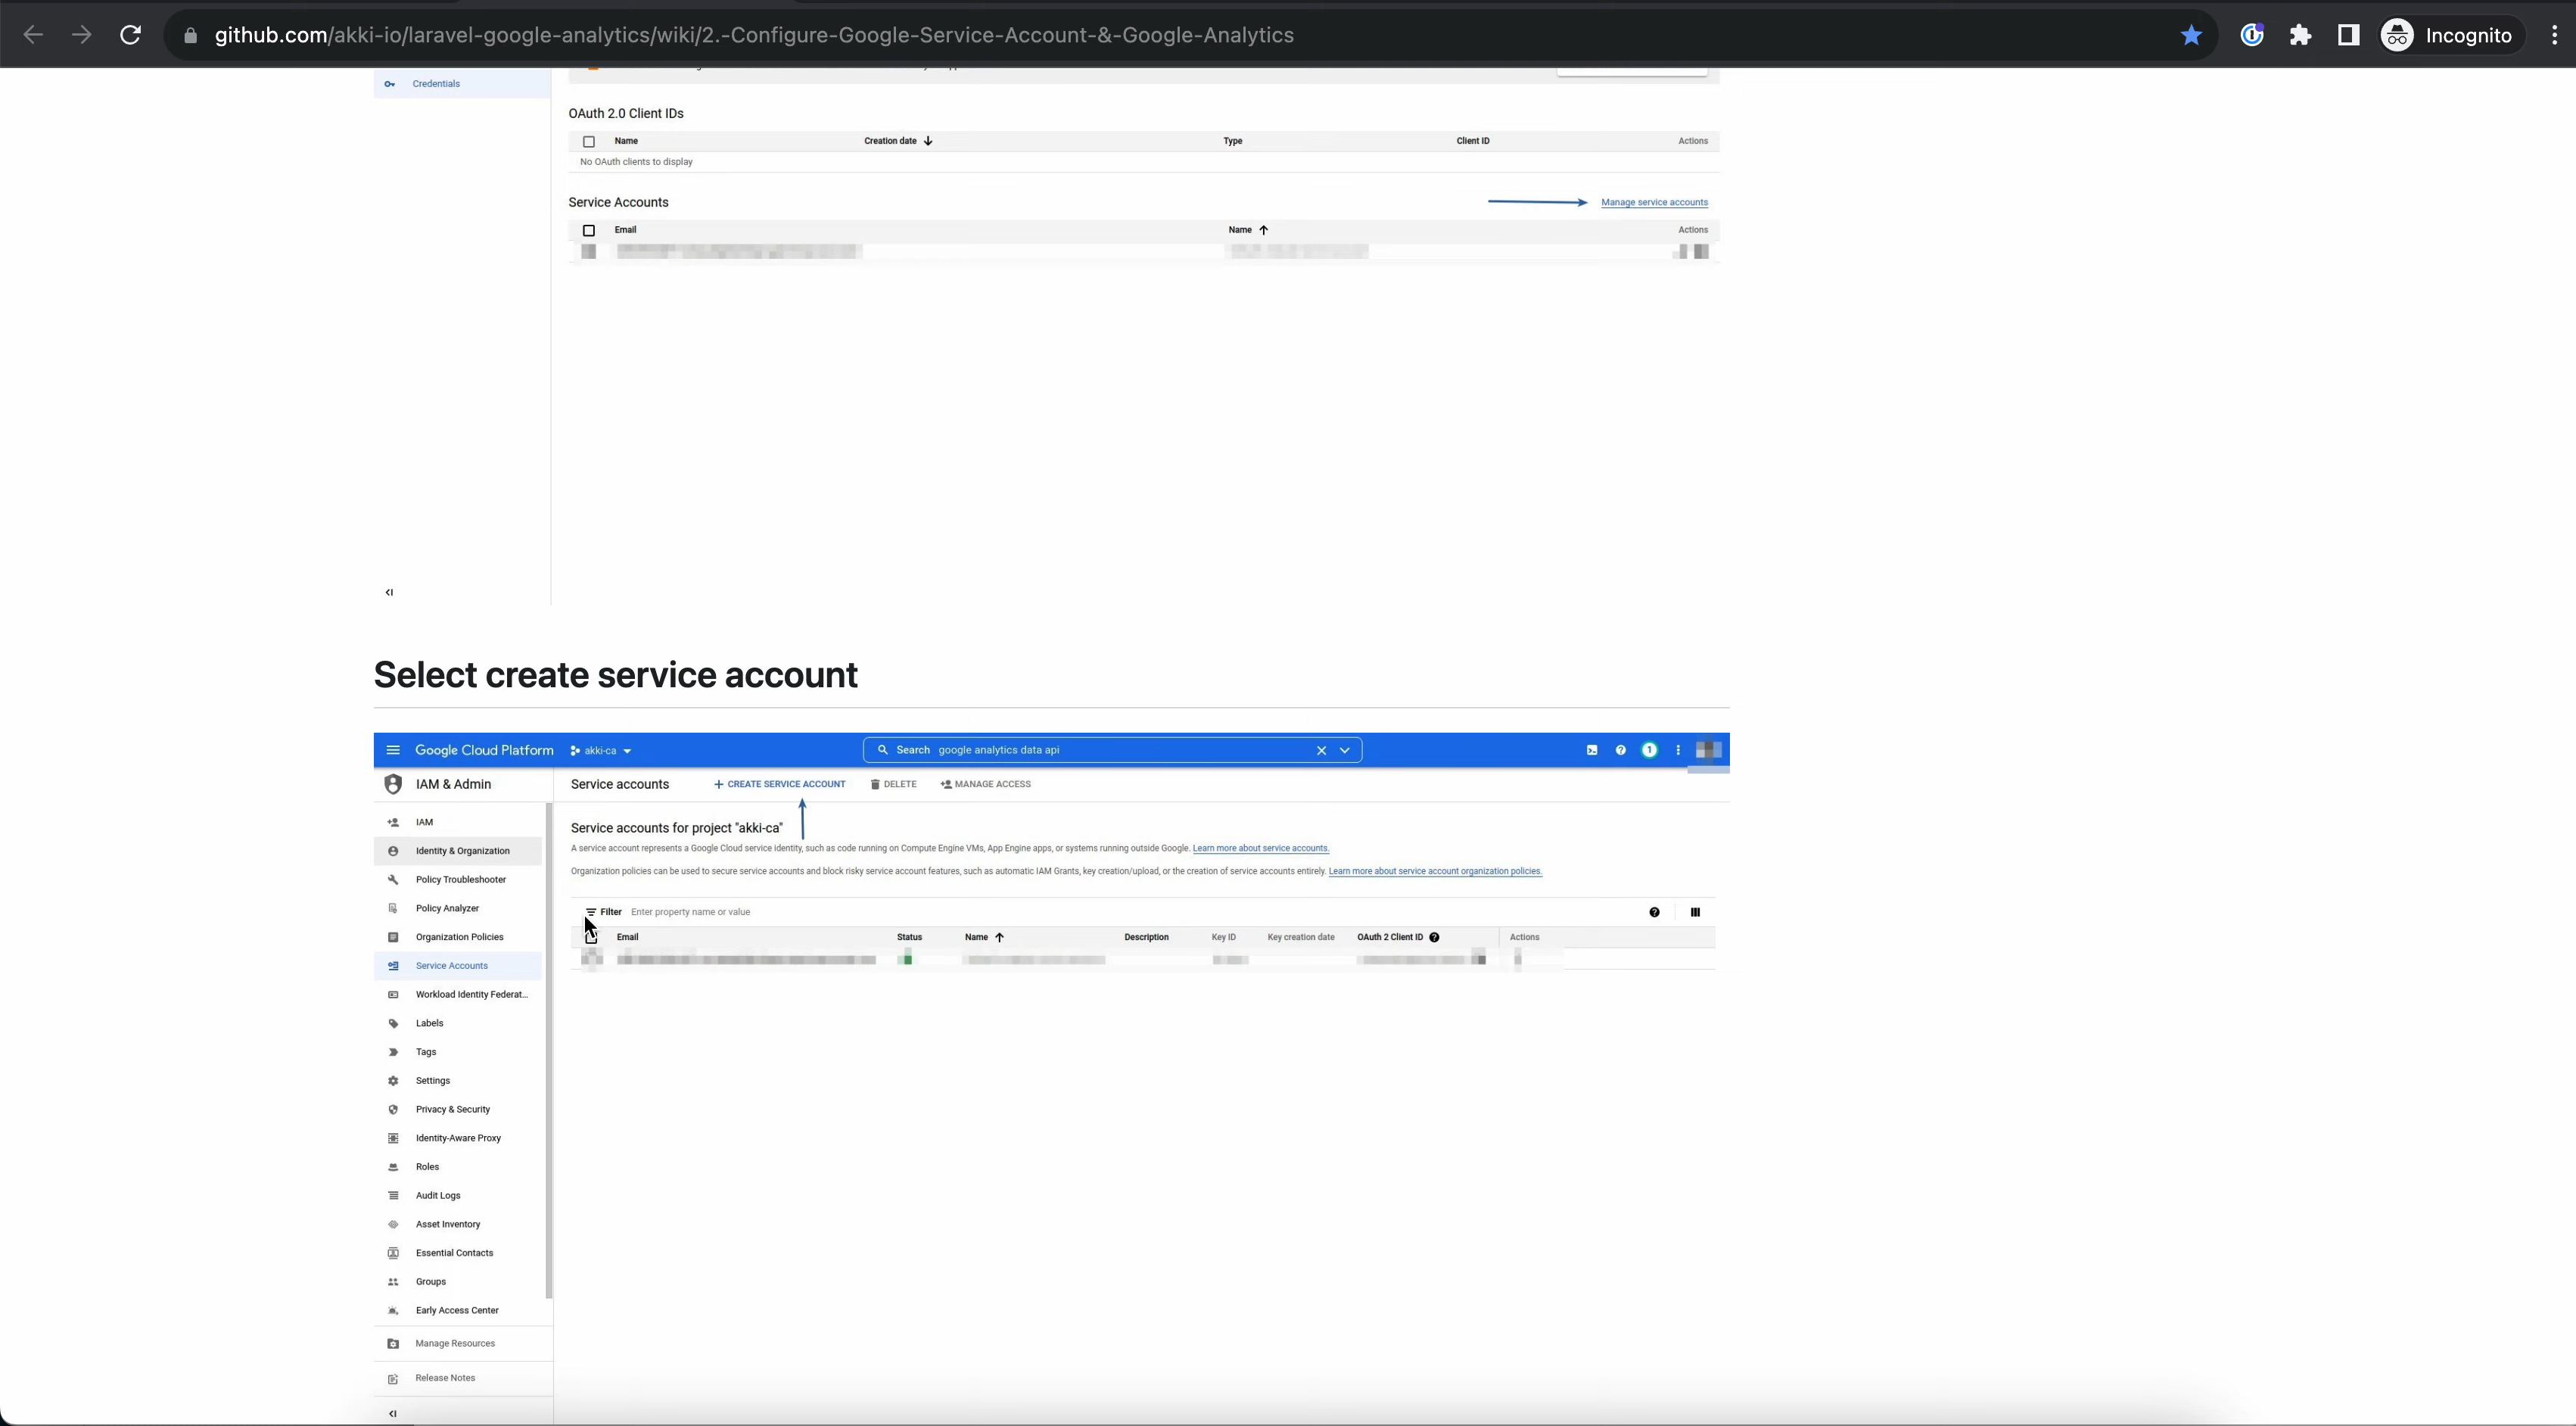 github.com/akki-io/laravel-google-analytics/wiki/2.-Configure-Google-Service-Account-&-Google-Analytics
Incognito
Credentials
OAuth 2.0 Client IDs
Name Creation date Type Client ID Actions
No OAuth clients to display
Service Accounts Manage service accounts
Email Name Actions
Select create service account
Google Cloud Platform akki-ca Search google analytics data api 1
IAM & Admin Service accounts CREATE SERVICE ACCOUNT DELETE MANAGE ACCESS
IAM
Identity & Organization
Policy Troubleshooter
Policy Analyzer
Organization Policies
Service Accounts
Workload Identity Federat...
Labels
Tags
Settings
Privacy & Security
Identity-Aware Proxy
Roles
Audit Logs
Asset Inventory
Essential Contacts
Groups
Early Access Center
Manage Resources
Release Notes
Service accounts for project "akki-ca"
A service account represents a Google Cloud service identity, such as code running on Compute Engine VMs, App Engine apps, or systems running outside Google. Learn more about service accounts.
Organization policies can be used to secure service accounts and block risky service account features, such as automatic IAM Grants, key creation/upload, or the creation of service accounts entirely. Learn more about service account organization policies.
Filter Enter property name or value
Email Status Name Description Key ID Key creation date OAuth 2 Client ID Actions